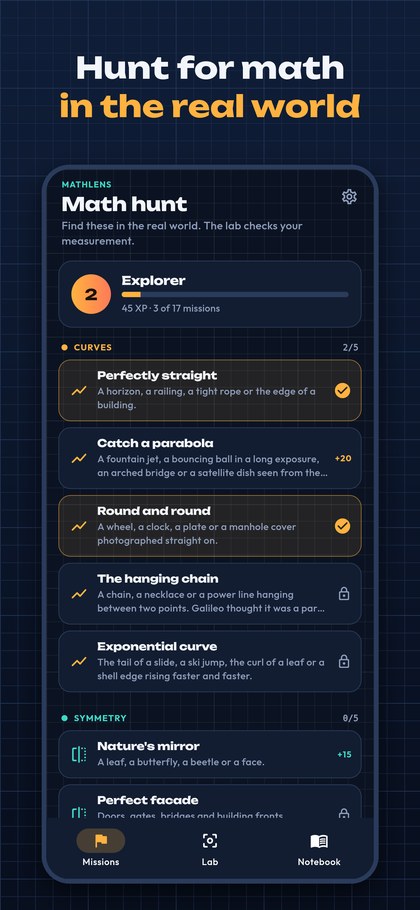 Hunt for math
in the real world
MATHLENS
Math hunt
Find these in the real world. The lab checks your
measurement.
2
Explorer
45 XP · 3 of 17 missions
CURVES
2/5
Perfectly straight
A horizon, a railing, a tight rope or the edge of a
building.
Catch a parabola
A fountain jet, a bouncing ball in a long exposure,
an arched bridge or a satellite dish seen from the…
+20
Round and round
A wheel, a clock, a plate or a manhole cover
photographed straight on.
The hanging chain
A chain, a necklace or a power line hanging
between two points. Galileo thought it was a par…
Exponential curve
The tail of a slide, a ski jump, the curl of a leaf or a
shell edge rising faster and faster.
SYMMETRY
0/5
Nature's mirror
A leaf, a butterfly, a beetle or a face.
+15
Perfect facade
Doors, gates, bridges and building fronts
Missions
Lab
Notebook